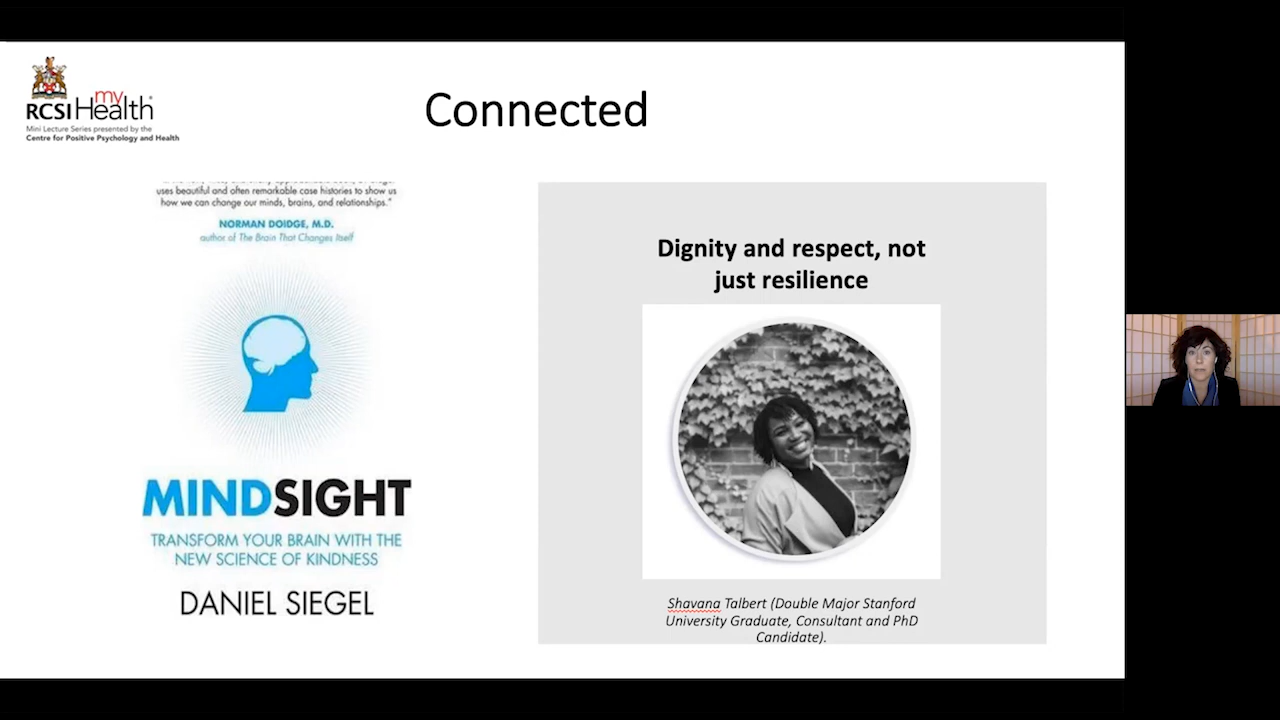 my
RCSI Health
Mini Lecture Series presented by the
Centre for Positive Psychology and Health
Connected
uses beautiful and often remarkable case histories to show us
how we can change our minds, brains, and relationships."
NORMAN DOIDGE, M.D.
author of The Brain That Changes Itself
MINDSIGHT
TRANSFORM YOUR BRAIN WITH THE
NEW SCIENCE OF KINDNESS
DANIEL SIEGEL
Dignity and respect, not
just resilience
Shavana Talbert (Double Major Stanford
University Graduate, Consultant and PhD
Candidate).